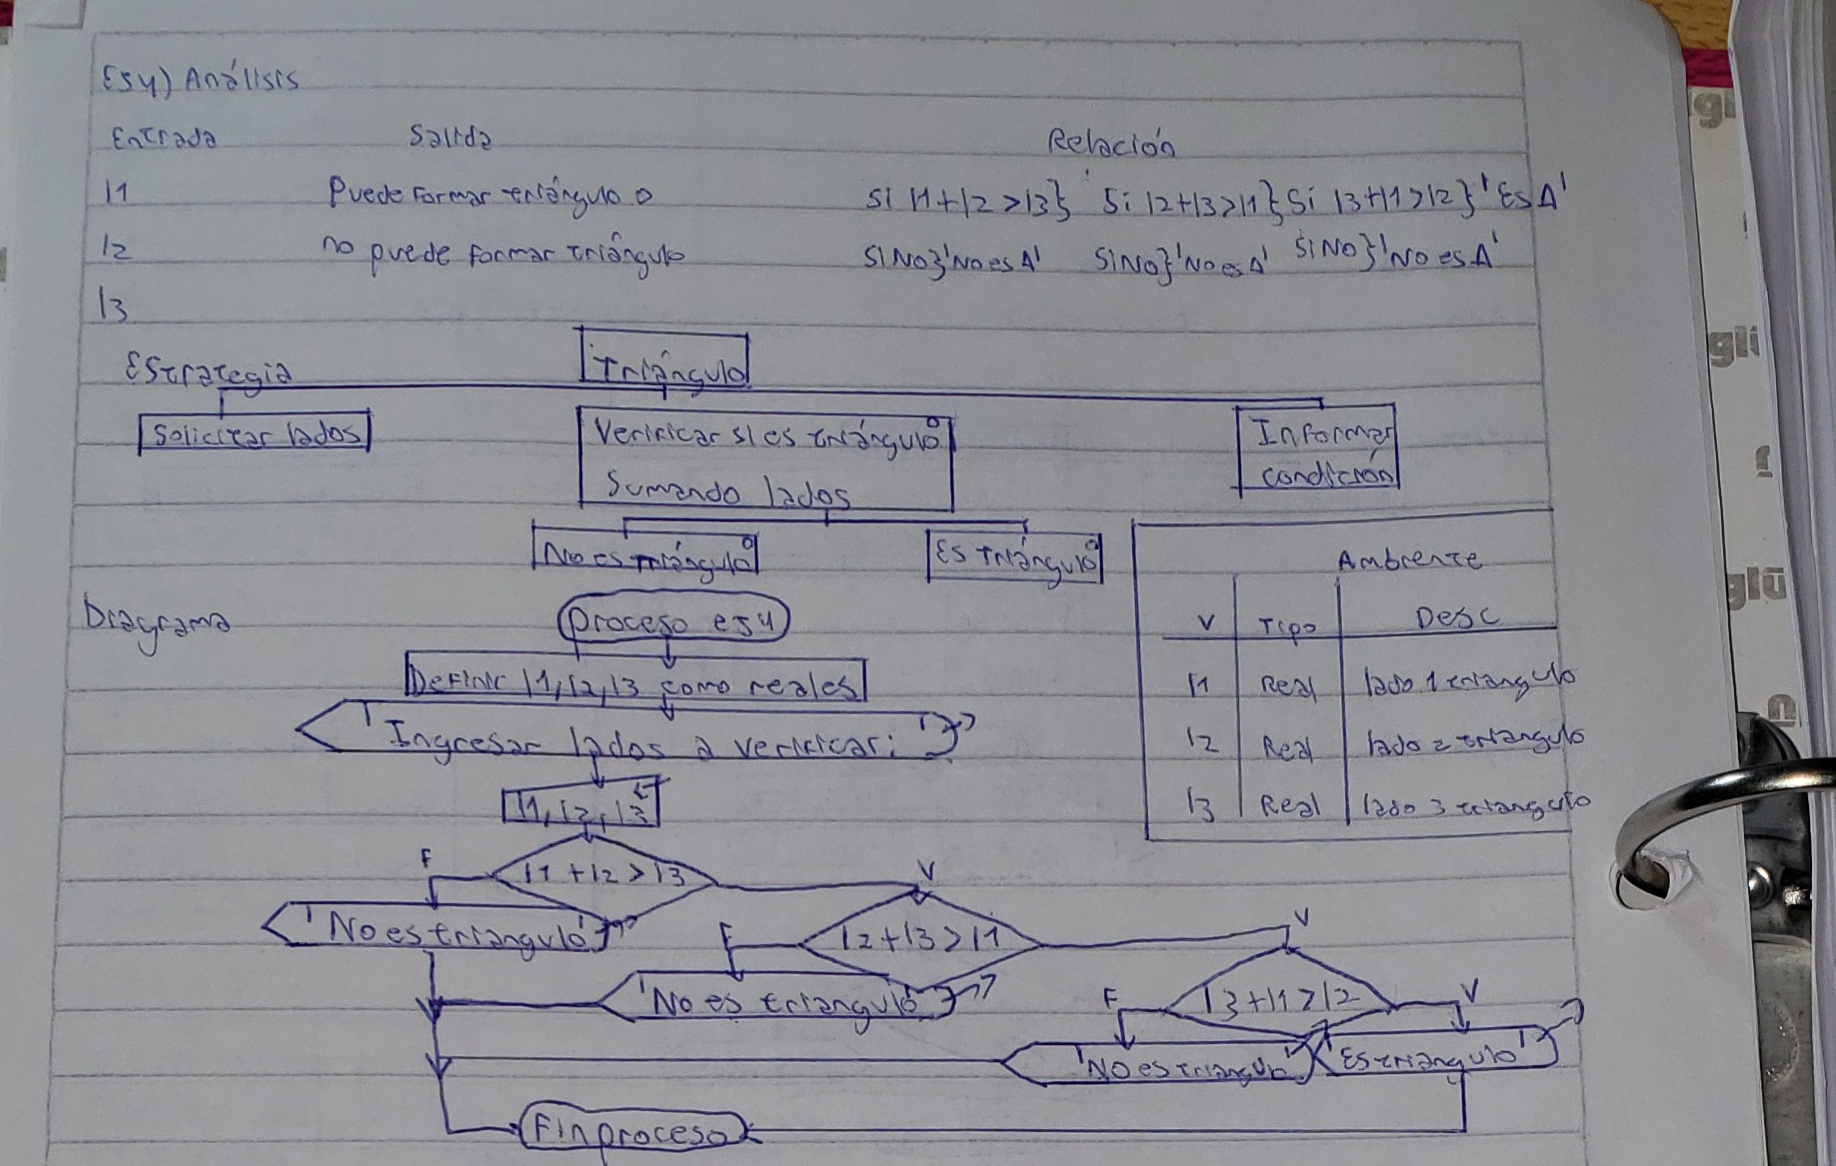 Ej4) Análisis
Entrada Salida Relación
l1 Puede formar triángulo o Si l1+l2>l3} Si l2+l3>l1} Si l3+l1>l2} 'Es Δ'
l2 no puede formar triángulo SiNo}'No es Δ' SiNo}'No es Δ' SiNo}'No es Δ'
l3
Estrategia Triángulo
Solicitar lados Verificar si es triángulo Informar
Sumando lados condición
No es triángulo Es triángulo
Ambiente
Diagrama Proceso ej4 V Tipo Desc
Definir l1, l2, l3 como reales l1 Real lado 1 triangulo
'Ingresar lados a verificar:' l2 Real lado 2 triangulo
l1, l2, l3 l3 Real lado 3 triangulo
F l1+l2>l3 V
'No es triangulo' F l2+l3>l1 V
'No es triangulo' F l3+l1>l2 V
'No es triangulo' 'Es triangulo'
Fin proceso